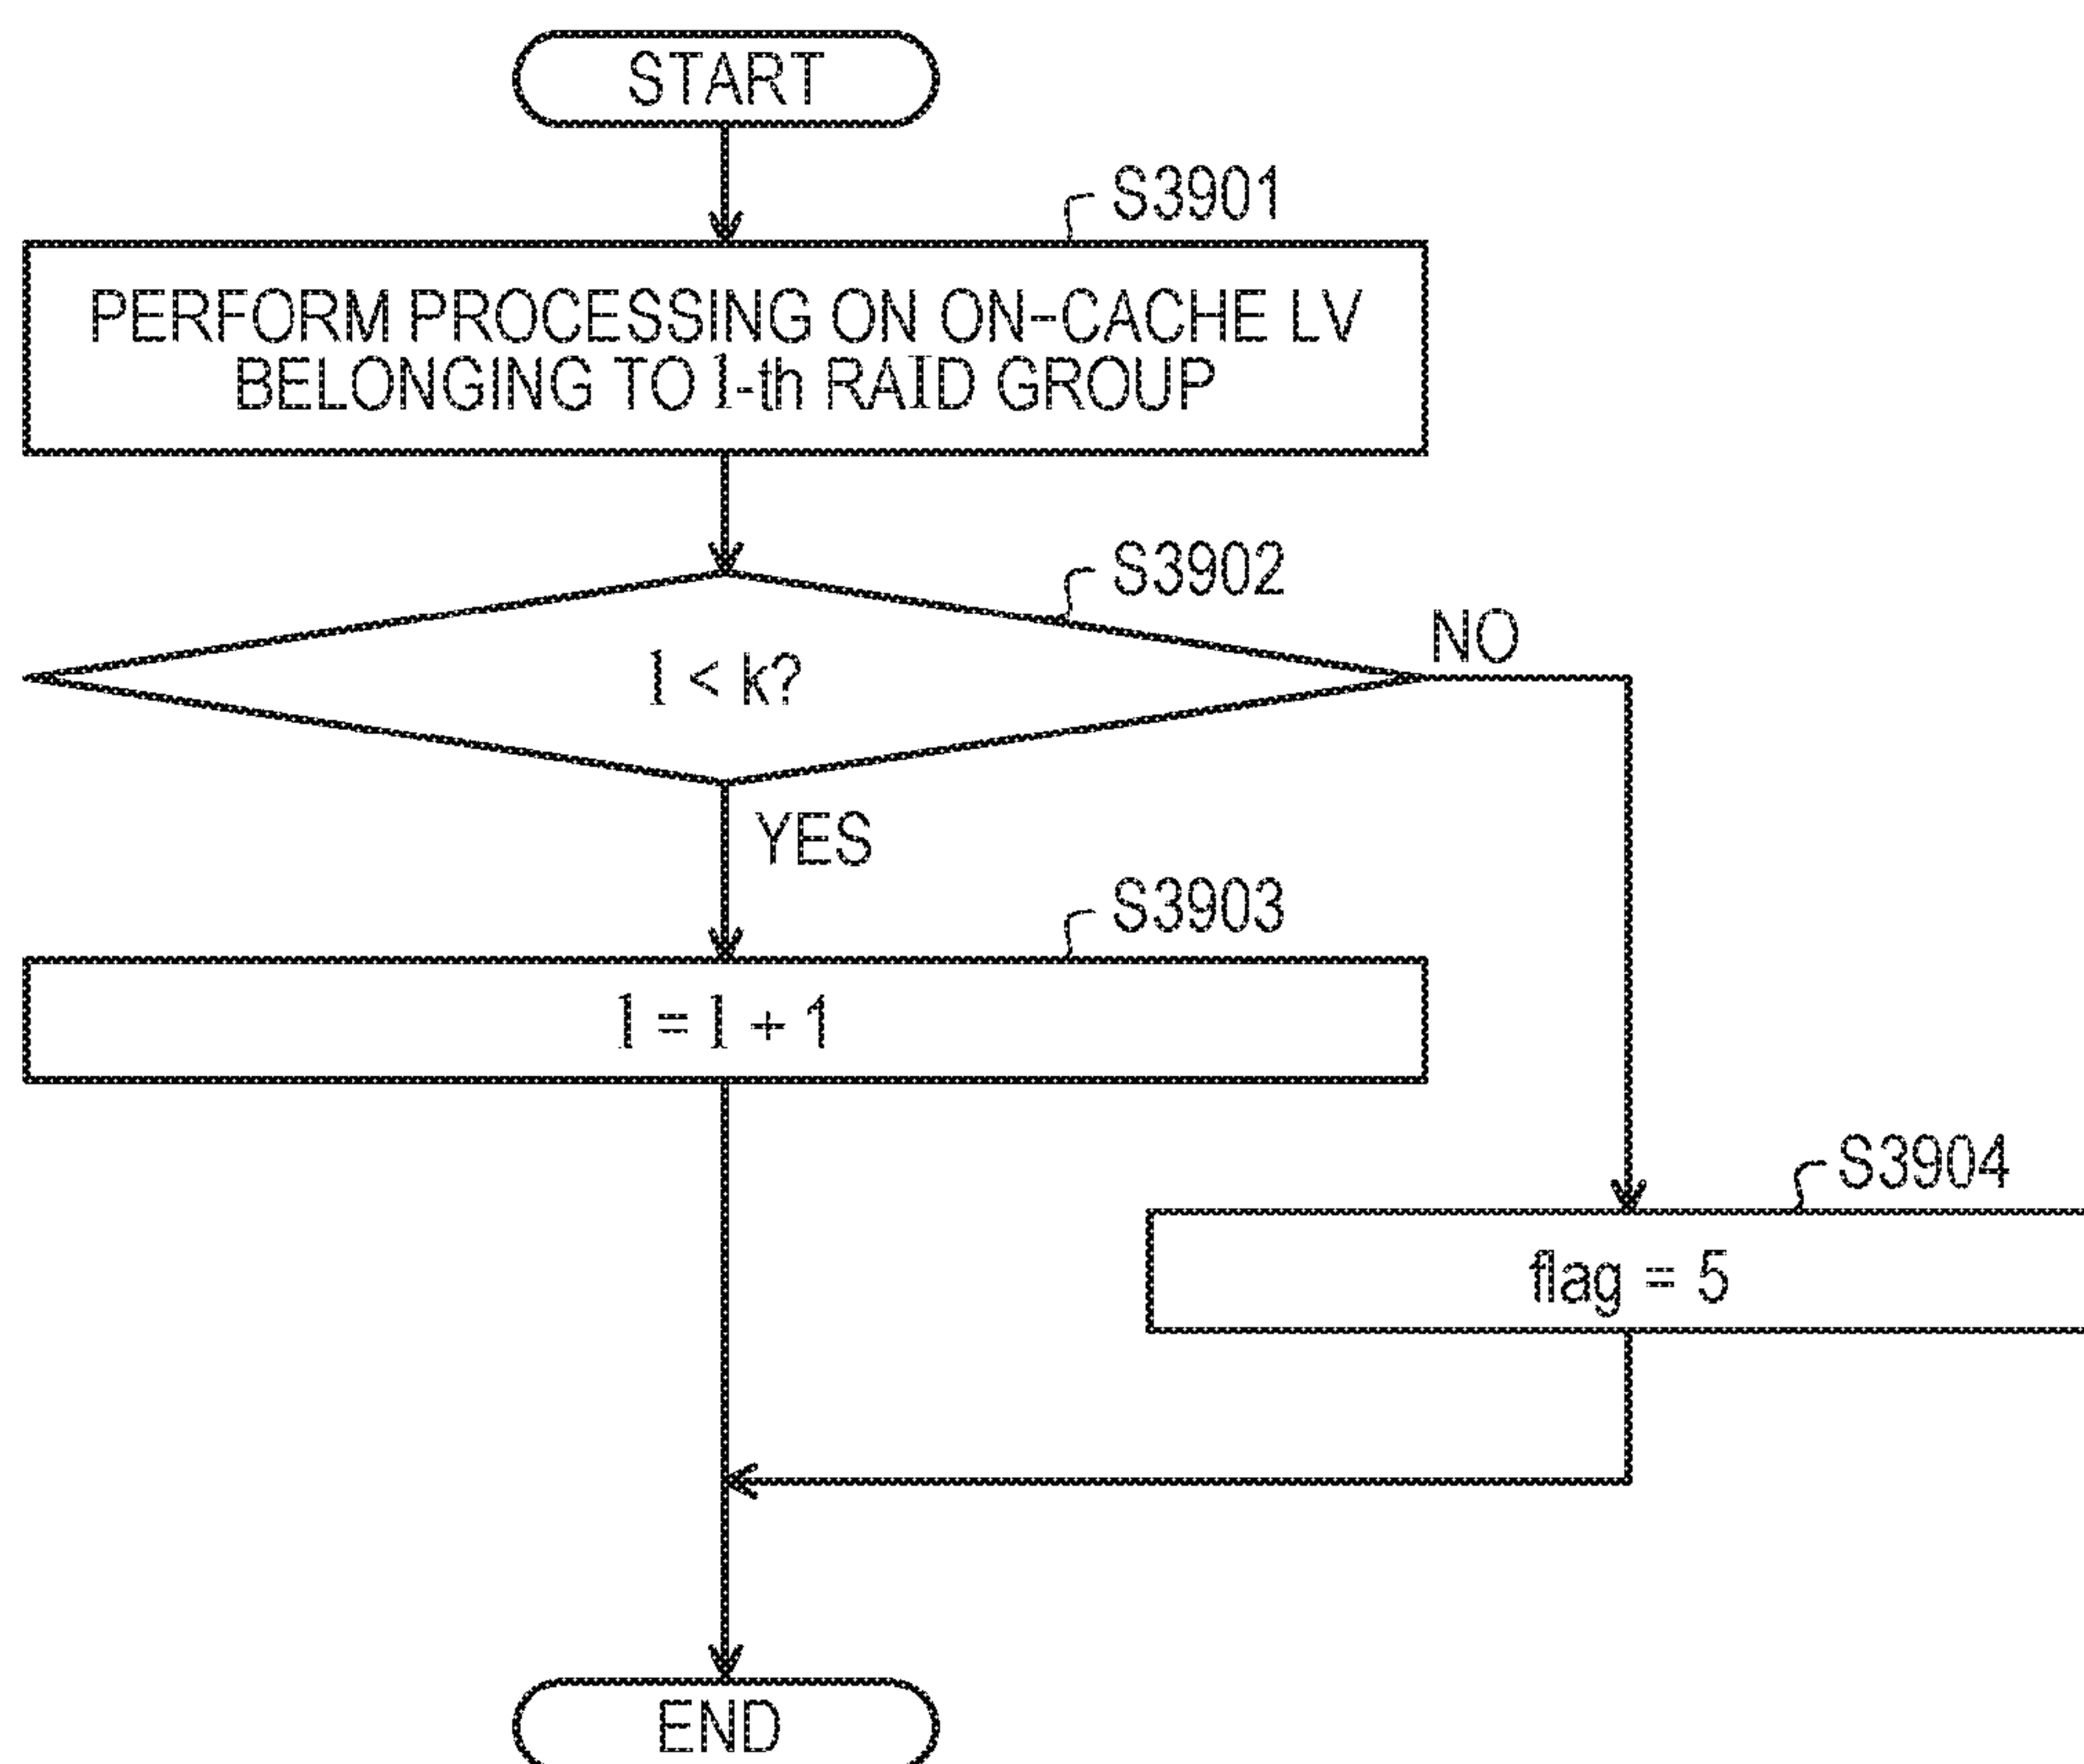 START
S3901
PERFORM PROCESSING ON ON-CACHE LV
BELONGING TO l-th RAID GROUP
S3902
l < k?
NO
YES
S3903
l = l + 1
S3904
flag = 5
END